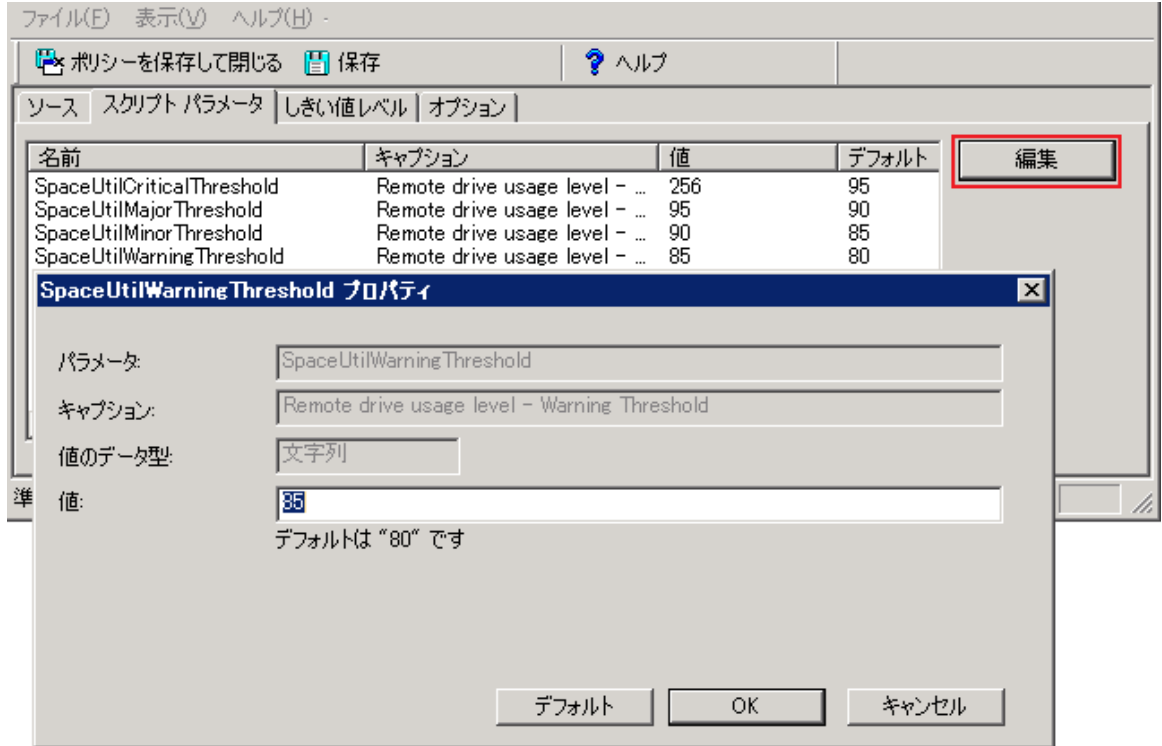 ファイル(F) 表示(V) ヘルプ(H)
ポリシーを保存して閉じる 保存 ? ヘルプ
ソース スクリプト パラメータ しきい値レベル オプション
名前 キャプション 値 デフォルト 編集
SpaceUtilCriticalThreshold Remote drive usage level - ... 256 95
SpaceUtilMajorThreshold Remote drive usage level - ... 95 90
SpaceUtilMinorThreshold Remote drive usage level - ... 90 85
SpaceUtilWarningThreshold Remote drive usage level - ... 85 80
SpaceUtilWarningThreshold プロパティ
パラメータ: SpaceUtilWarningThreshold
キャプション: Remote drive usage level - Warning Threshold
値のデータ型: 文字列
準
値: 85
デフォルトは "80" です
デフォルト OK キャンセル